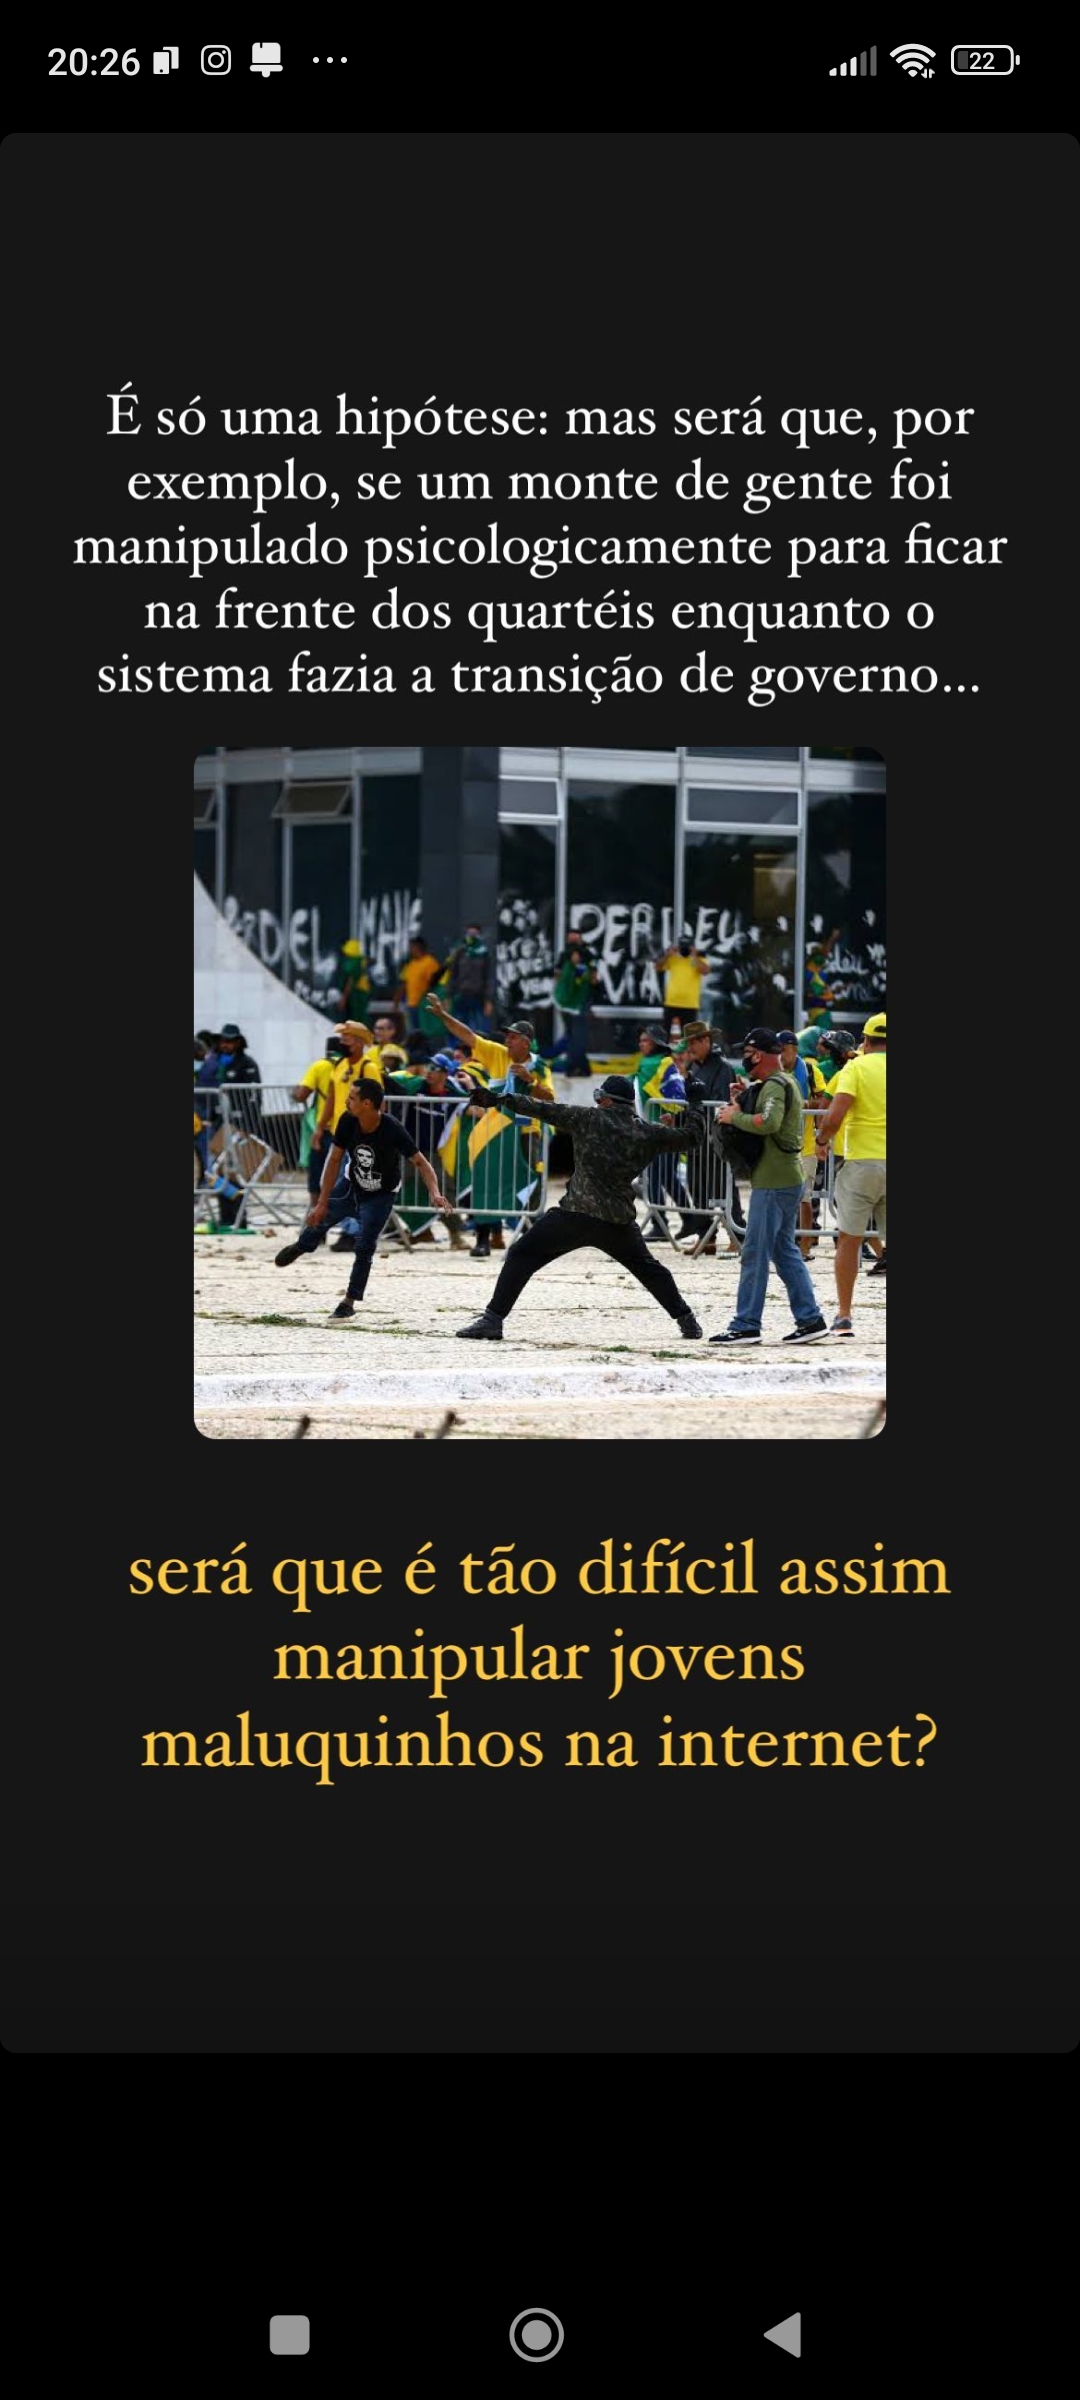 20:26
22
É só uma hipótese: mas será que, por
exemplo, se um monte de gente foi
manipulado psicologicamente para ficar
na frente dos quartéis enquanto o
sistema fazia a transição de governo...
PERDEU
MANÉ
será que é tão difícil assim
manipular jovens
maluquinhos na internet?